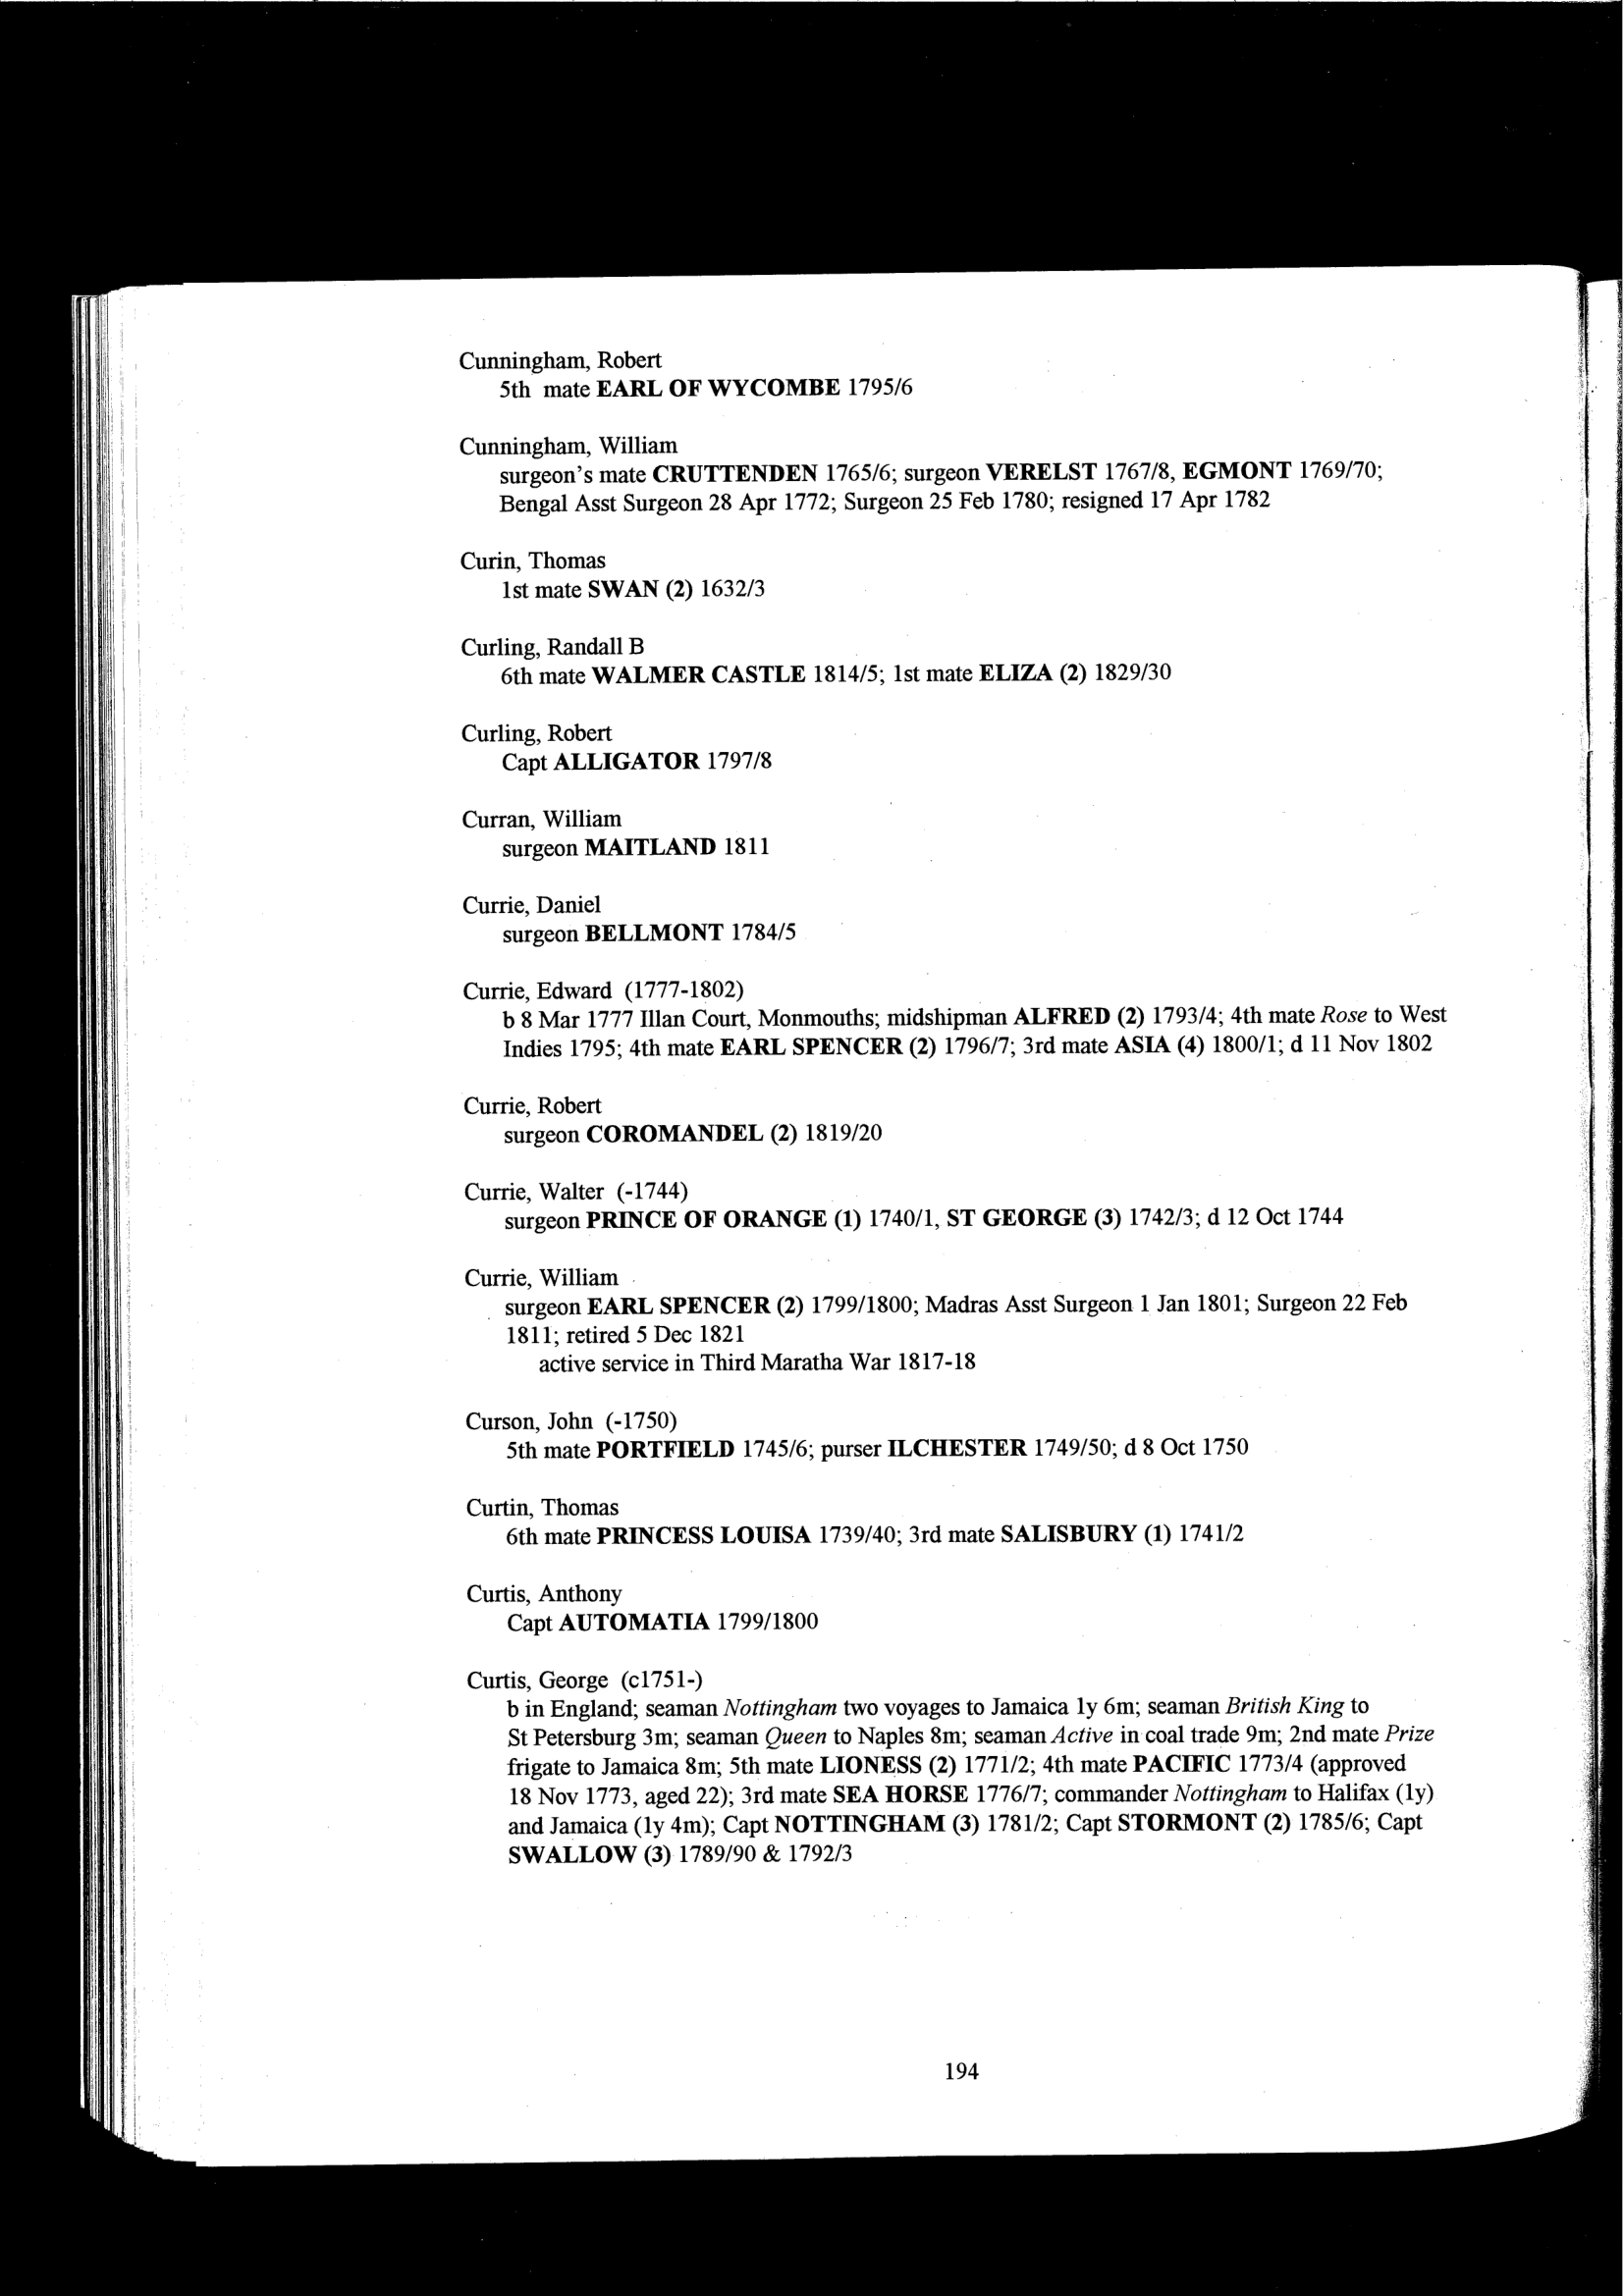 Cunningham, Robert
5th mate EARL OF WYCOMBE 1795/6
Cunningham, William
surgeon's mate CRUTTENDEN 1765/6; surgeon VERELST 1767/8, EGMONT 1769/70;
Bengal Asst Surgeon 28 Apr 1772; Surgeon 25 Feb 1780; resigned 17 Apr 1782
Curin, Thomas
1st mate SWAN (2) 1632/3
Curling, Randall B
6th mate WALMER CASTLE 1814/5; 1st mate ELIZA (2) 1829/30
Curling, Robert
Capt ALLIGATOR 1797/8
Curran, William
surgeon MAITLAND 1811
Currie, Daniel
surgeon BELLMONT 1784/5
Currie, Edward (1777-1802)
b 8 Mar 1777 Illan Court, Monmouths; midshipman ALFRED (2) 1793/4; 4th mate Rose to West
Indies 1795; 4th mate EARL SPENCER (2) 1796/7; 3rd mate ASIA (4) 1800/1; d 11 Nov 1802
Currie, Robert
surgeon COROMANDEL (2) 1819/20
Currie, Walter (-1744)
surgeon PRINCE OF ORANGE (1) 1740/1, ST GEORGE (3) 1742/3; d 12 Oct 1744
Currie, William
surgeon EARL SPENCER (2) 1799/1800; Madras Asst Surgeon 1 Jan 1801; Surgeon 22 Feb
1811; retired 5 Dec 1821
active service in Third Maratha War 1817-18
Curson, John (-1750)
5th mate PORTFIELD 1745/6; purser ILCHESTER 1749/50; d 8 Oct 1750
Curtin, Thomas
6th mate PRINCESS LOUISA 1739/40; 3rd mate SALISBURY (1) 1741/2
Curtis, Anthony
Capt AUTOMATIA 1799/1800
Curtis, George (c1751-)
b in England; seaman Nottingham two voyages to Jamaica 1y 6m; seaman British King to
St Petersburg 3m; seaman Queen to Naples 8m; seaman Active in coal trade 9m; 2nd mate Prize
frigate to Jamaica 8m; 5th mate LIONESS (2) 1771/2; 4th mate PACIFIC 1773/4 (approved
18 Nov 1773, aged 22); 3rd mate SEA HORSE 1776/7; commander Nottingham to Halifax (1y)
and Jamaica (1y 4m); Capt NOTTINGHAM (3) 1781/2; Capt STORMONT (2) 1785/6; Capt
SWALLOW (3) 1789/90 & 1792/3
194